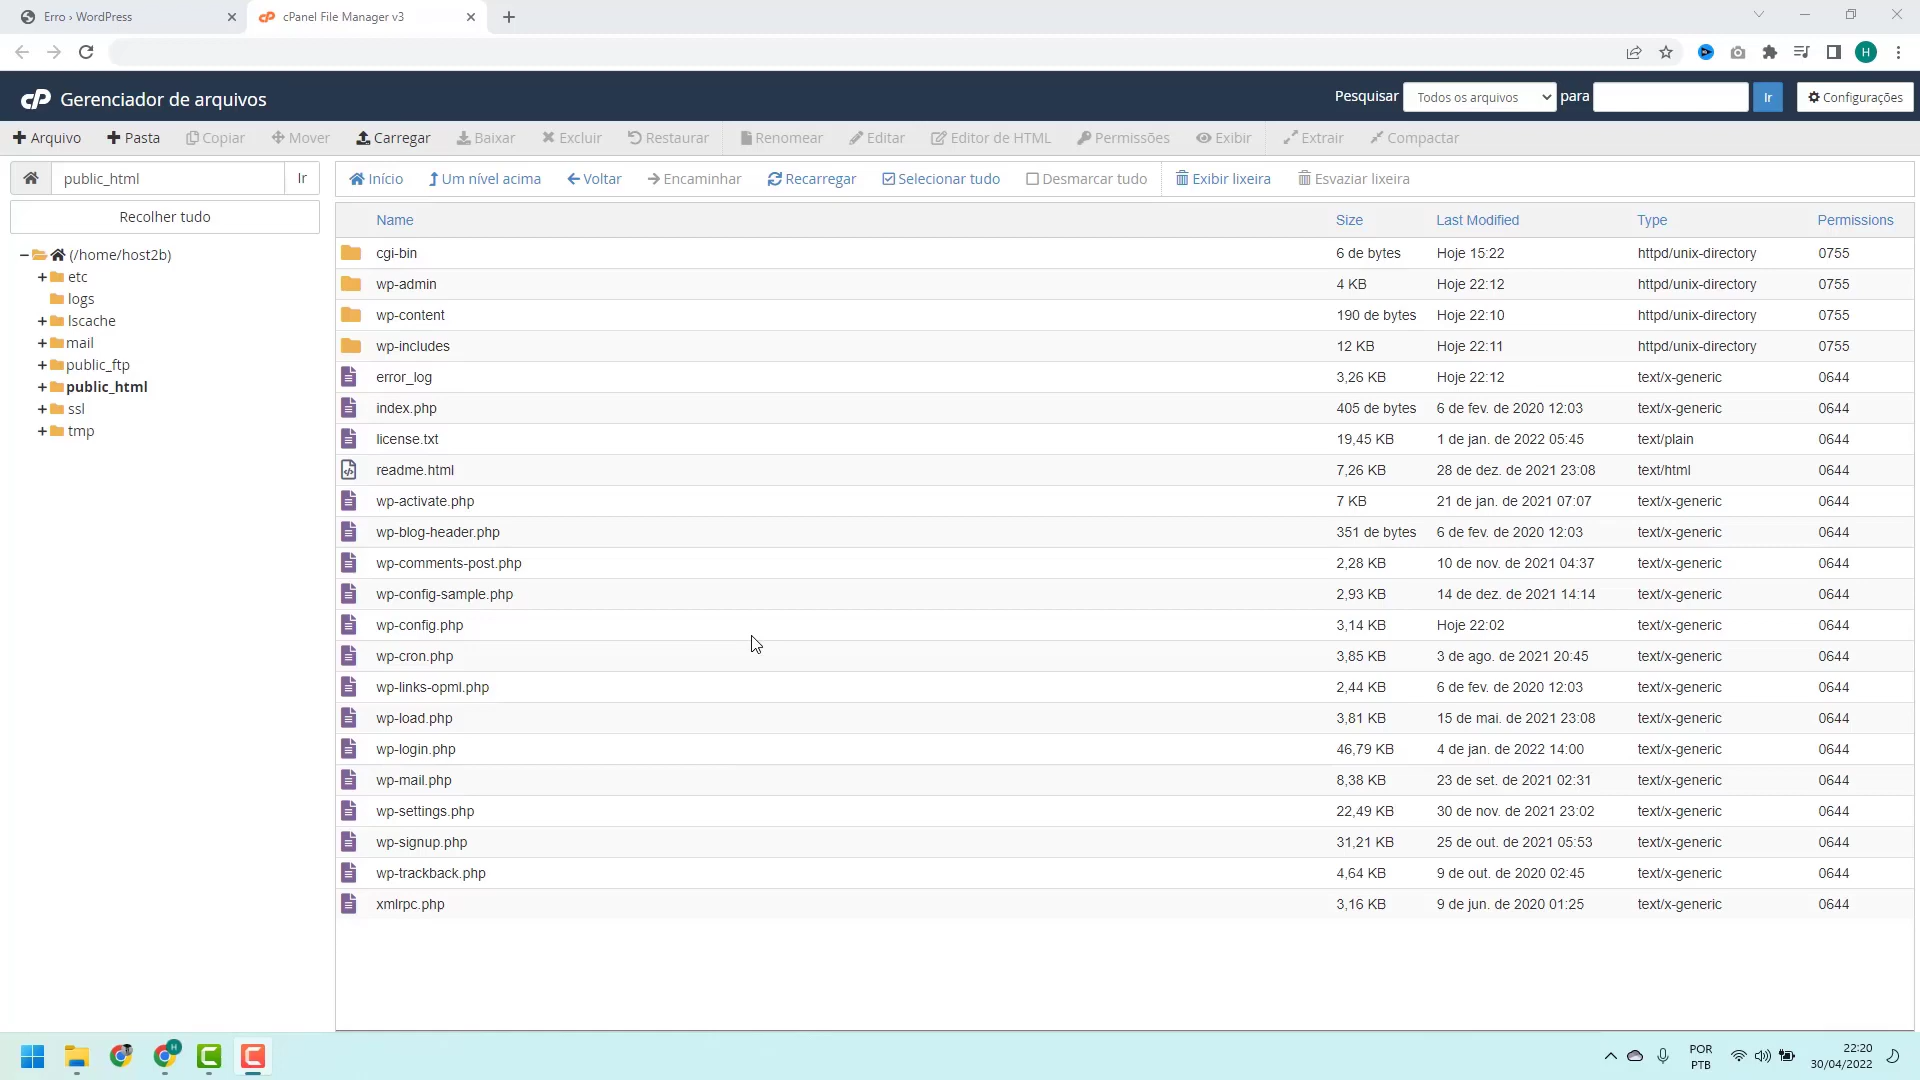 Erro › WordPress
cPanel File Manager v3
H
cP Gerenciador de arquivos
Pesquisar Todos os arquivos para Ir Configurações
Arquivo Pasta Copiar Mover Carregar Baixar Excluir Restaurar Renomear Editar Editor de HTML Permissões Exibir Extrair Compactar
public_html Ir
Início Um nível acima Voltar Encaminhar Recarregar Selecionar tudo Desmarcar tudo Exibir lixeira Esvaziar lixeira
Recolher tudo
(/home/host2b)
etc
logs
lscache
mail
public_ftp
public_html
ssl
tmp
Name Size Last Modified Type Permissions
cgi-bin 6 de bytes Hoje 15:22 httpd/unix-directory 0755
wp-admin 4 KB Hoje 22:12 httpd/unix-directory 0755
wp-content 190 de bytes Hoje 22:10 httpd/unix-directory 0755
wp-includes 12 KB Hoje 22:11 httpd/unix-directory 0755
error_log 3,26 KB Hoje 22:12 text/x-generic 0644
index.php 405 de bytes 6 de fev. de 2020 12:03 text/x-generic 0644
license.txt 19,45 KB 1 de jan. de 2022 05:45 text/plain 0644
readme.html 7,26 KB 28 de dez. de 2021 23:08 text/html 0644
wp-activate.php 7 KB 21 de jan. de 2021 07:07 text/x-generic 0644
wp-blog-header.php 351 de bytes 6 de fev. de 2020 12:03 text/x-generic 0644
wp-comments-post.php 2,28 KB 10 de nov. de 2021 04:37 text/x-generic 0644
wp-config-sample.php 2,93 KB 14 de dez. de 2021 14:14 text/x-generic 0644
wp-config.php 3,14 KB Hoje 22:02 text/x-generic 0644
wp-cron.php 3,85 KB 3 de ago. de 2021 20:45 text/x-generic 0644
wp-links-opml.php 2,44 KB 6 de fev. de 2020 12:03 text/x-generic 0644
wp-load.php 3,81 KB 15 de mai. de 2021 23:08 text/x-generic 0644
wp-login.php 46,79 KB 4 de jan. de 2022 14:00 text/x-generic 0644
wp-mail.php 8,38 KB 23 de set. de 2021 02:31 text/x-generic 0644
wp-settings.php 22,49 KB 30 de nov. de 2021 23:02 text/x-generic 0644
wp-signup.php 31,21 KB 25 de out. de 2021 05:53 text/x-generic 0644
wp-trackback.php 4,64 KB 9 de out. de 2020 02:45 text/x-generic 0644
xmlrpc.php 3,16 KB 9 de jun. de 2020 01:25 text/x-generic 0644
H
POR
PTB
22:20
30/04/2022